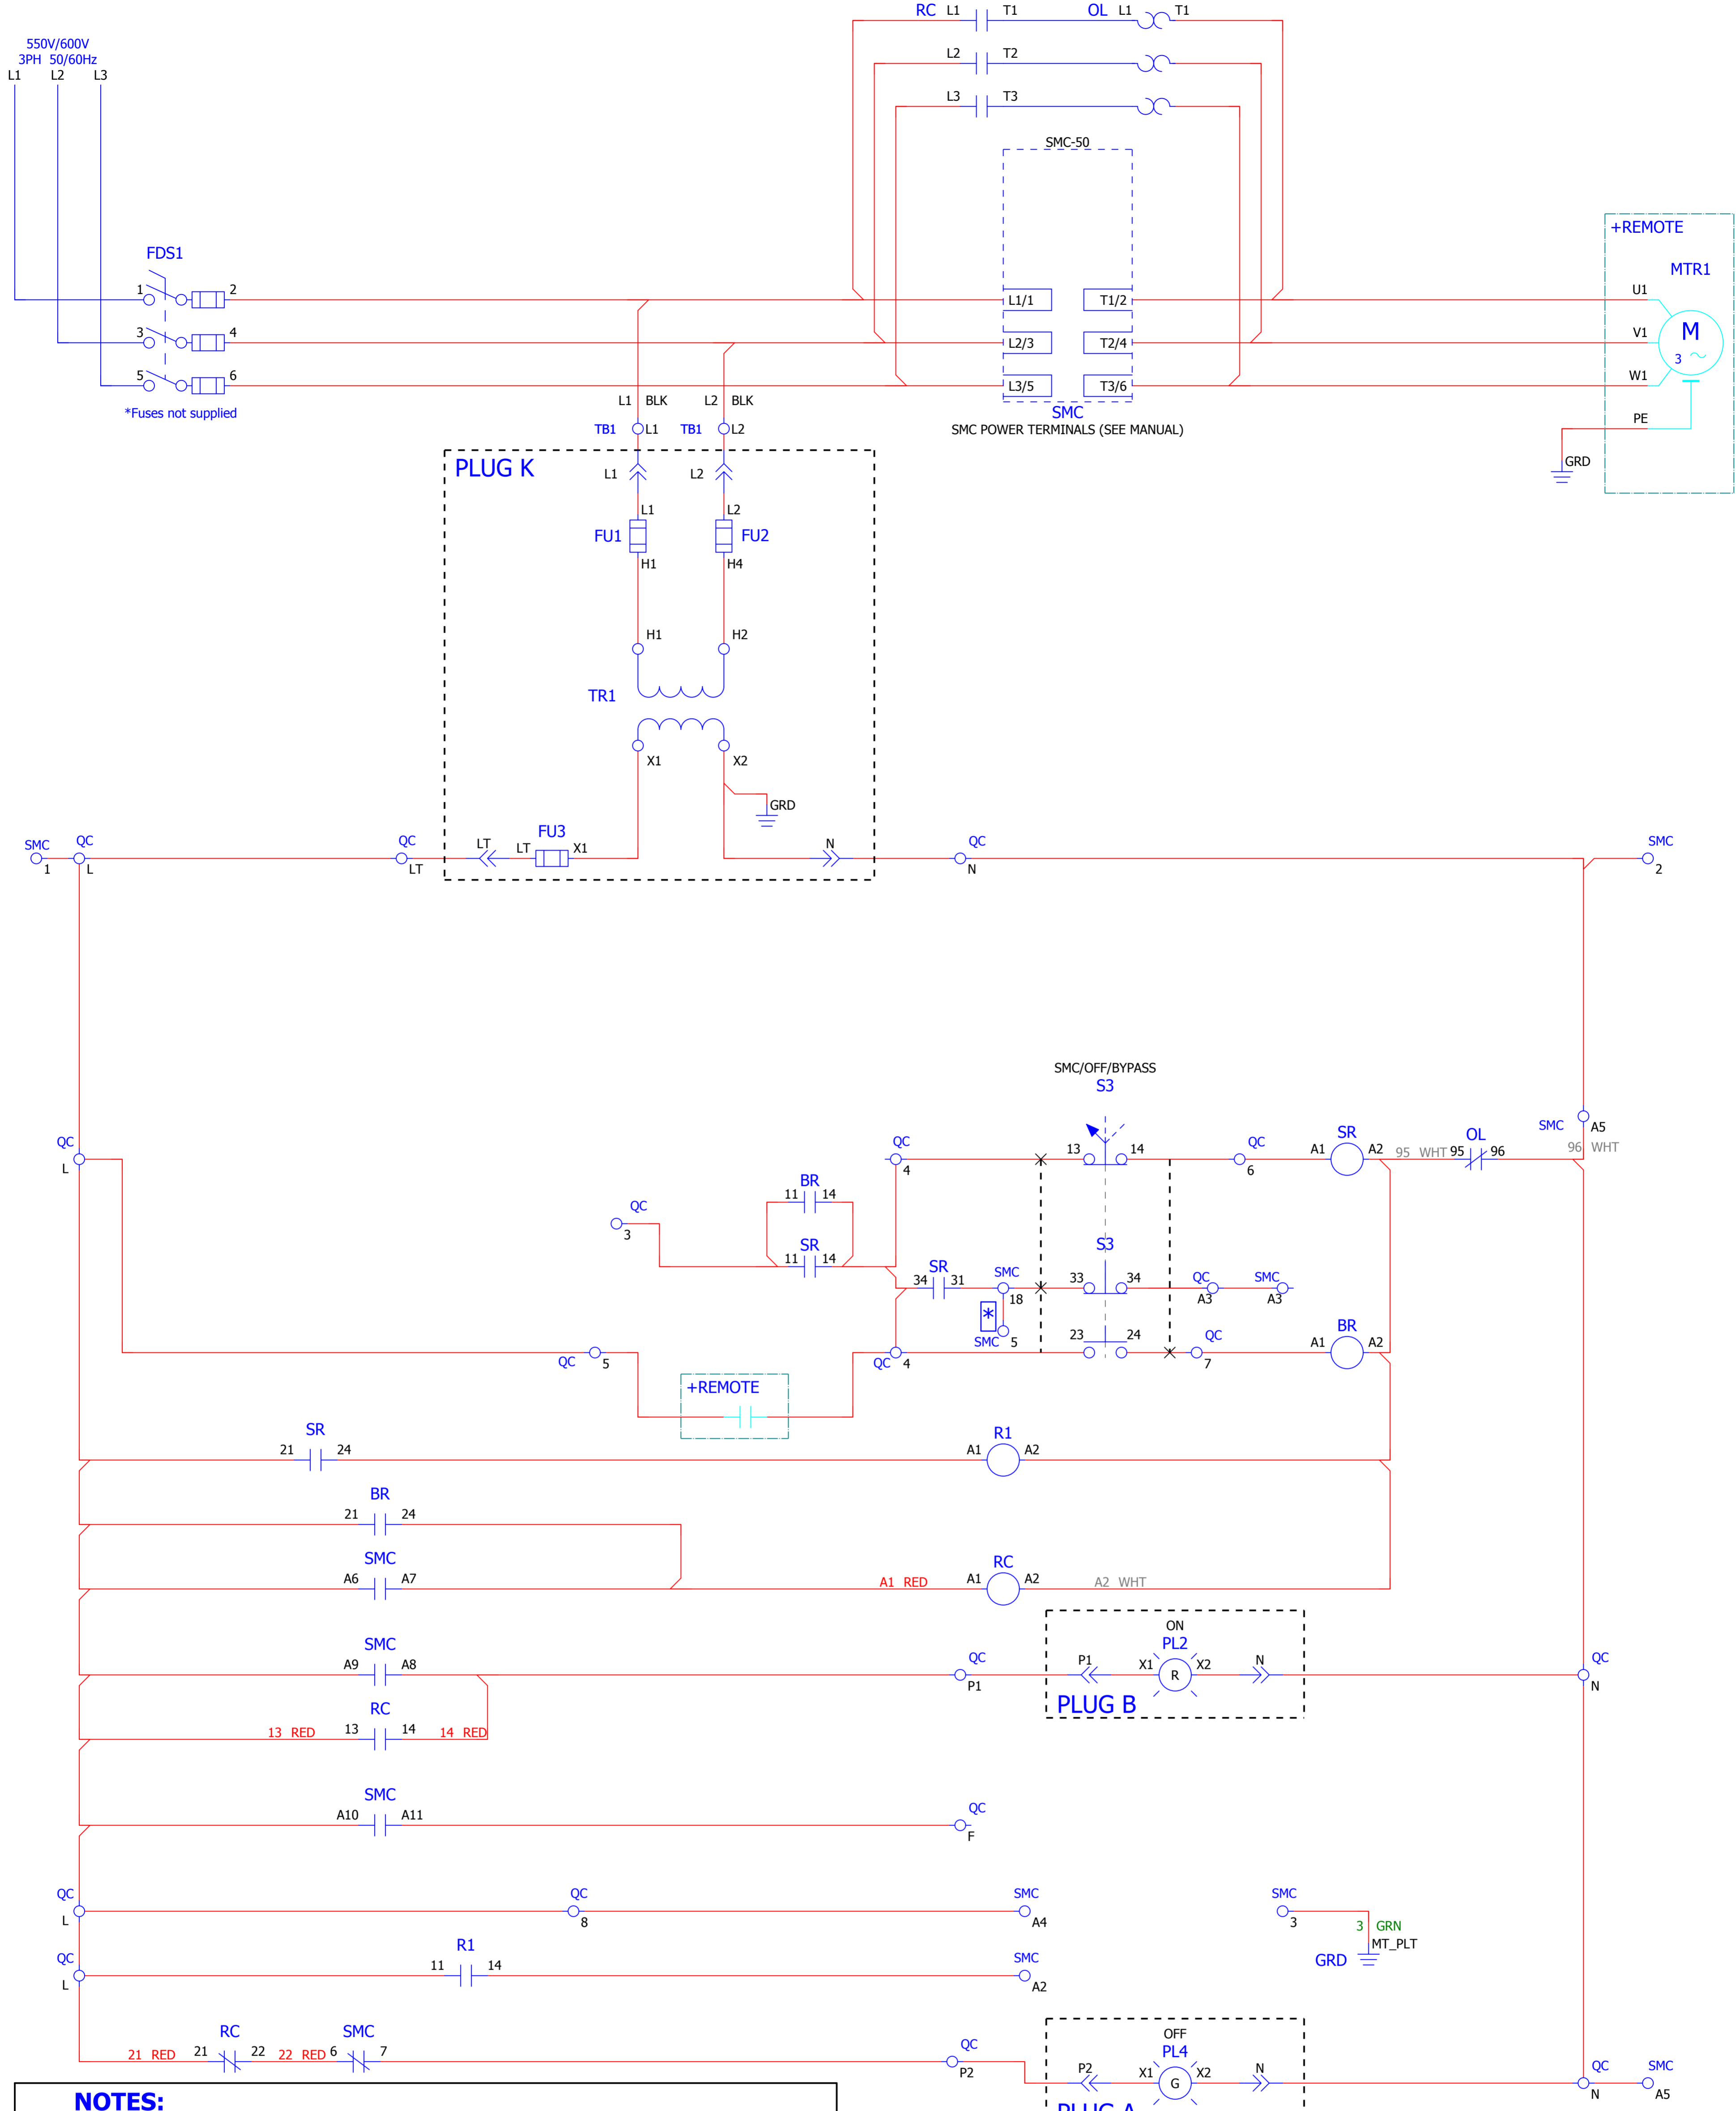 RC L1 T1 OL L1 T1
550V/600V
3PH 50/60Hz
L1 L2 L3
L2 T2
L3 T3
SMC-50
+REMOTE
MTR1
FDS1
1 2 L1/1 T1/2 U1
3 4 L2/3 T2/4 V1 M
3
5 6 L3/5 T3/6 W1
*Fuses not supplied
L1 BLK L2 BLK
SMC
TB1 L1 TB1 L2
SMC POWER TERMINALS (SEE MANUAL)
PE
GRD
PLUG K
L1 L2
L1 L2
FU1 FU2
H1 H4
H1 H2
TR1
X1 X2
GRD
SMC QC QC FU3 QC SMC
LT LT X1 N
1 L LT N 2
SMC/OFF/BYPASS
S3
SMC A5
QC QC 13 14 QC SR OL 96 WHT
L 4 6 A1 A2 95 WHT 95 96
BR
11 14
QC
3
SR S3
11 14
SR SMC QC SMC
34 31 33 34
18 A3 A3
*
SMC 5 23 24 QC BR
A1 A2
QC 5 QC 4 7
+REMOTE
SR R1
21 24 A1 A2
BR
21 24
SMC RC
A6 A7 A1 RED A1 A2 A2 WHT
ON
SMC PL2
A9 A8 QC P1 X1 R X2 N QC
P1 N
PLUG B
RC
13 RED 13 14 14 RED
SMC
A10 A11 QC
F
QC QC SMC SMC
L 8 A4 3
3 GRN
MT_PLT
GRD
QC R1 SMC
L 11 14 A2
OFF
RC SMC PL4
21 RED 21 22 22 RED 6 7 QC P2 X1 G X2 N QC SMC
P2 N A5
NOTES:
PLUG A